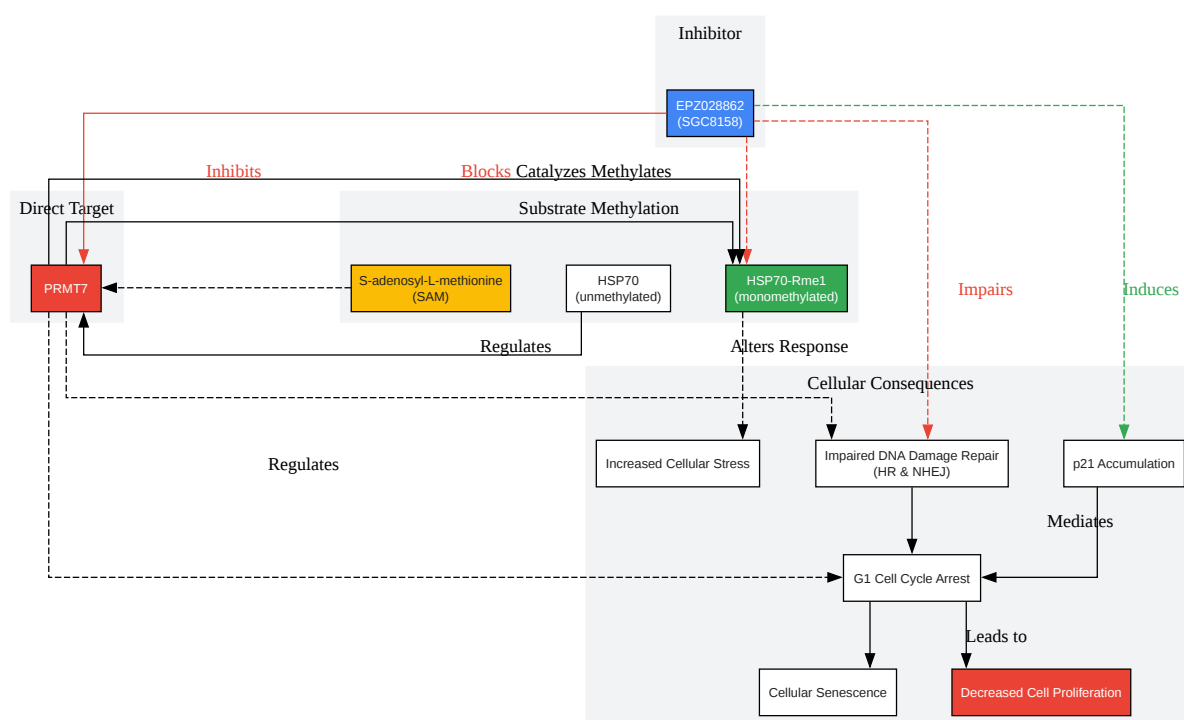 Inhibitor
EPZ028862
(SGC8158)
Inhibits
Blocks
Catalyzes Methylates
Direct Target
Substrate Methylation
PRMT7
S-adenosyl-L-methionine
(SAM)
HSP70
(unmethylated)
HSP70-Rme1
(monomethylated)
Impairs
Induces
Regulates
Alters Response
Cellular Consequences
Regulates
Increased Cellular Stress
Impaired DNA Damage Repair
(HR & NHEJ)
p21 Accumulation
Mediates
G1 Cell Cycle Arrest
Leads to
Cellular Senescence
Decreased Cell Proliferation